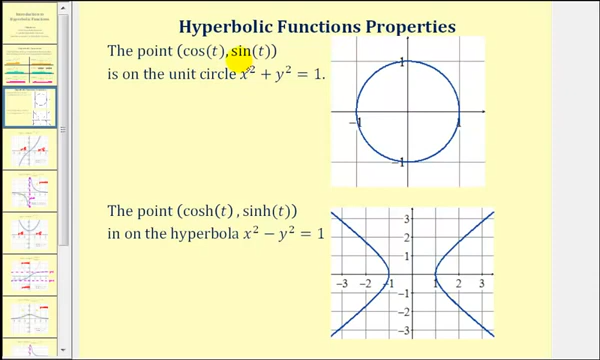 Hyperbolic Functions Properties
The point (cos(t), sin(t))
is on the unit circle x² + y² = 1.
1
−1
1
−1
The point (cosh(t) , sinh(t))
in on the hyperbola x² − y² = 1
3
2
1
−3 −2 −1 1 2 3
−1
−2
−3